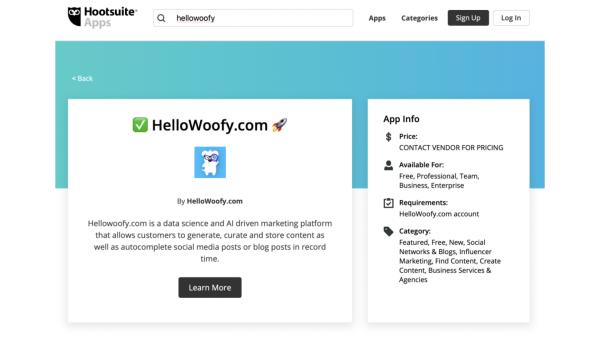 Hootsuite®
Apps
hellowoofy
Apps
Categories
Sign Up
Log In
< Back
✅ HelloWoofy.com 🚀
By HelloWoofy.com
Hellowoofy.com is a data science and AI driven marketing platform
that allows customers to generate, curate and store content as
well as autocomplete social media posts or blog posts in record
time.
Learn More
App Info
Price:
CONTACT VENDOR FOR PRICING
Available For:
Free, Professional, Team,
Business, Enterprise
Requirements:
HelloWoofy.com account
Category:
Featured, Free, New, Social
Networks & Blogs, Influencer
Marketing, Find Content, Create
Content, Business Services &
Agencies